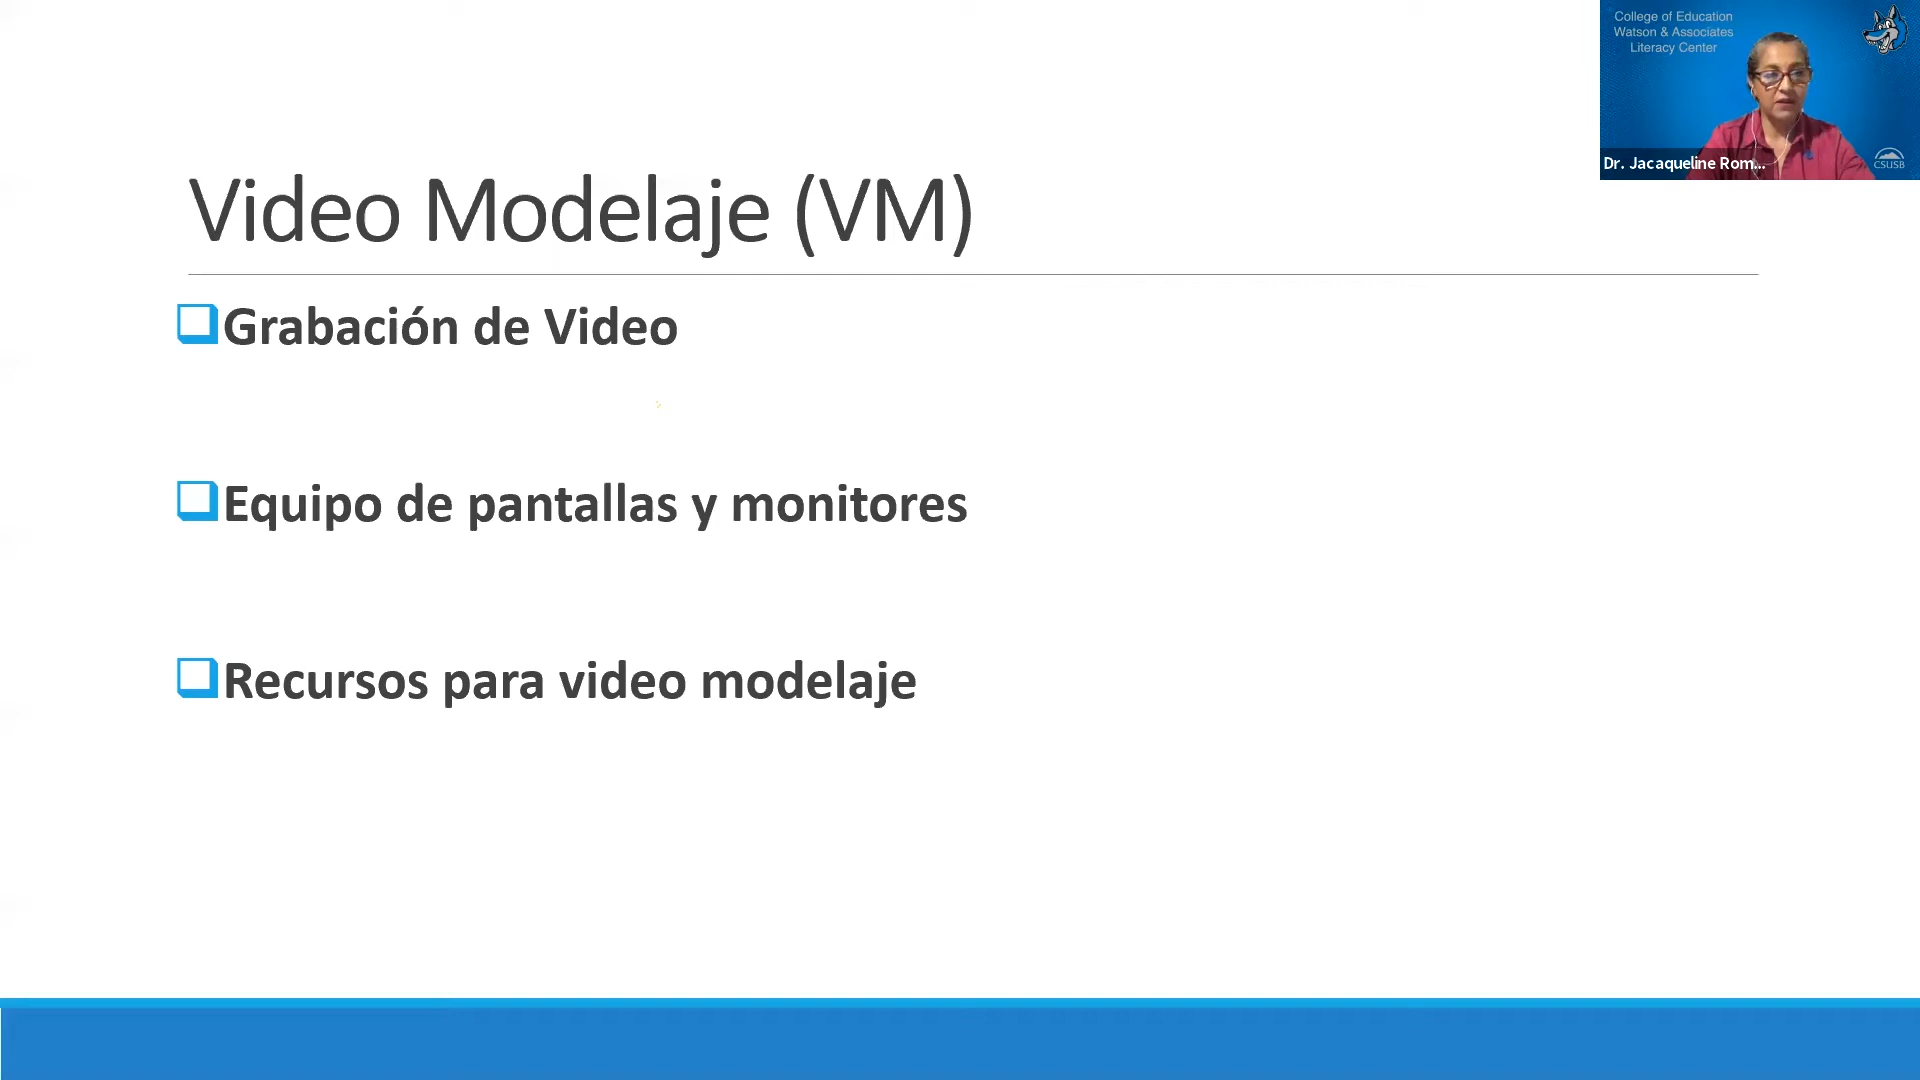 College of Education
Watson & Associates
Literacy Center
Dr. Jacaqueline Rom...
CSUSB
Video Modelaje (VM)
Grabación de Video
Equipo de pantallas y monitores
Recursos para video modelaje